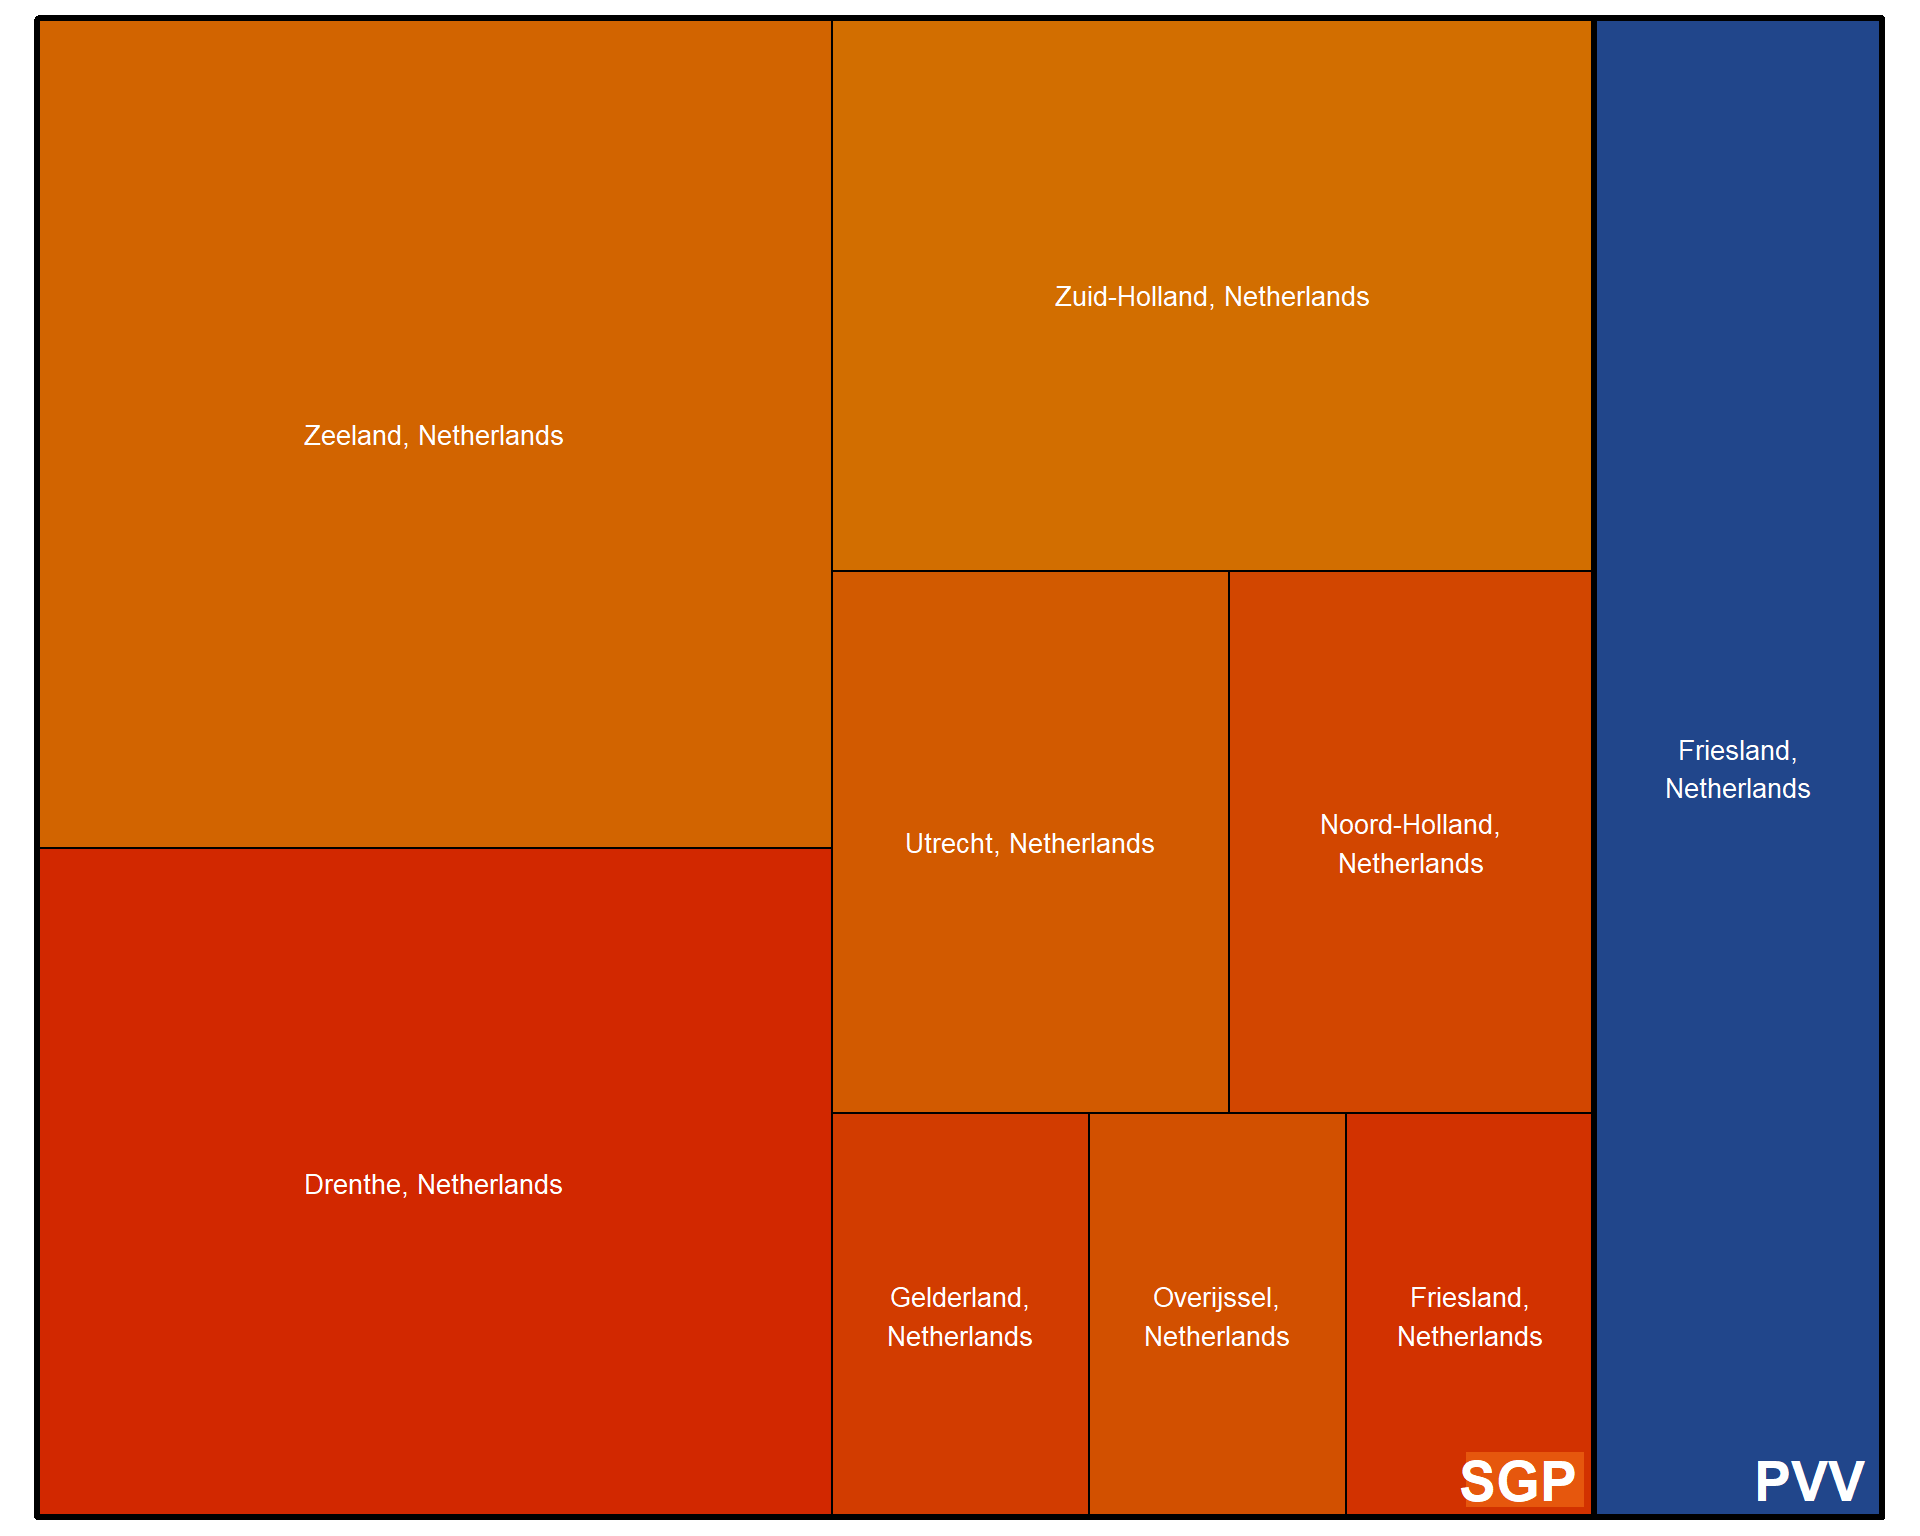 Zuid-Holland, Netherlands
Zeeland, Netherlands
Friesland,
Netherlands
Utrecht, Netherlands
Noord-Holland,
Netherlands
Drenthe, Netherlands
Gelderland,
Netherlands
Overijssel,
Netherlands
Friesland,
Netherlands
SGP
PVV